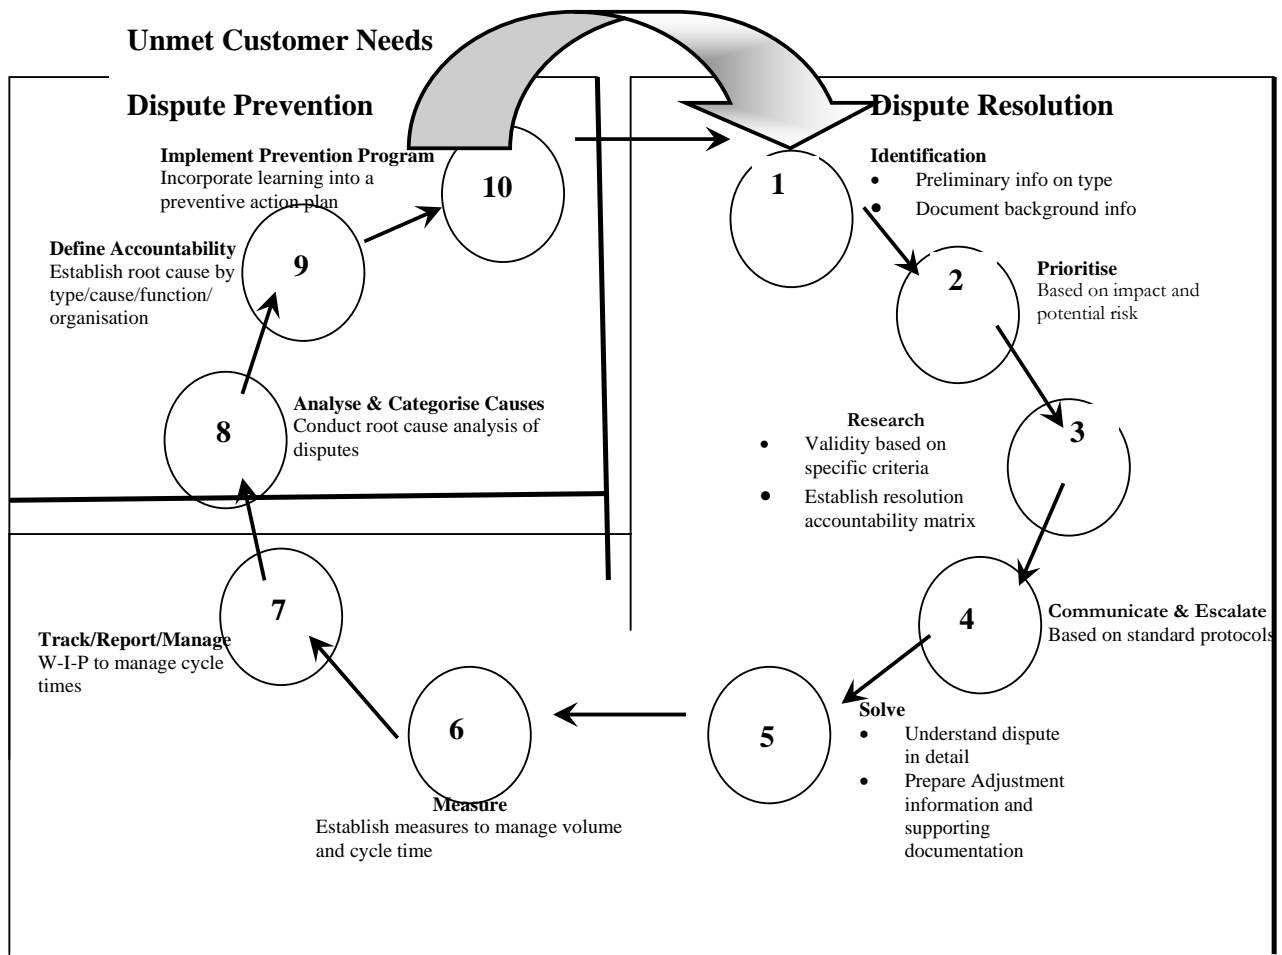 Unmet Customer Needs
Dispute Prevention
Dispute Resolution
Implement Prevention Program
Incorporate learning into a
preventive action plan
10
1
Identification
• Preliminary info on type
• Document background info
Define Accountability
Establish root cause by
type/cause/function/
organisation
9
2
Prioritise
Based on impact and
potential risk
8
Analyse & Categorise Causes
Conduct root cause analysis of
disputes
3
Research
• Validity based on
specific criteria
• Establish resolution
accountability matrix
7
Track/Report/Manage
W-I-P to manage cycle
times
4
Communicate & Escalate
Based on standard protocols
6
Measure
Establish measures to manage volume
and cycle time
5
Solve
• Understand dispute
in detail
• Prepare Adjustment
information and
supporting
documentation